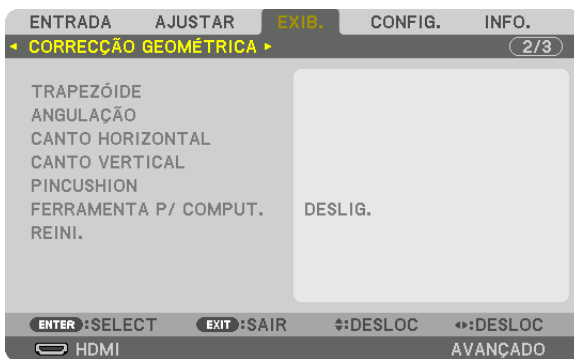 ENTRADA AJUSTAR EXIB. CONFIG. INFO.
CORRECÇÃO GEOMÉTRICA 2/3
TRAPEZÓIDE
ANGULAÇÃO
CANTO HORIZONTAL
CANTO VERTICAL
PINCUSHION
FERRAMENTA P/ COMPUT. DESLIG.
REINI.
ENTER :SELECT EXIT :SAIR :DESLOC :DESLOC
HDMI AVANÇADO